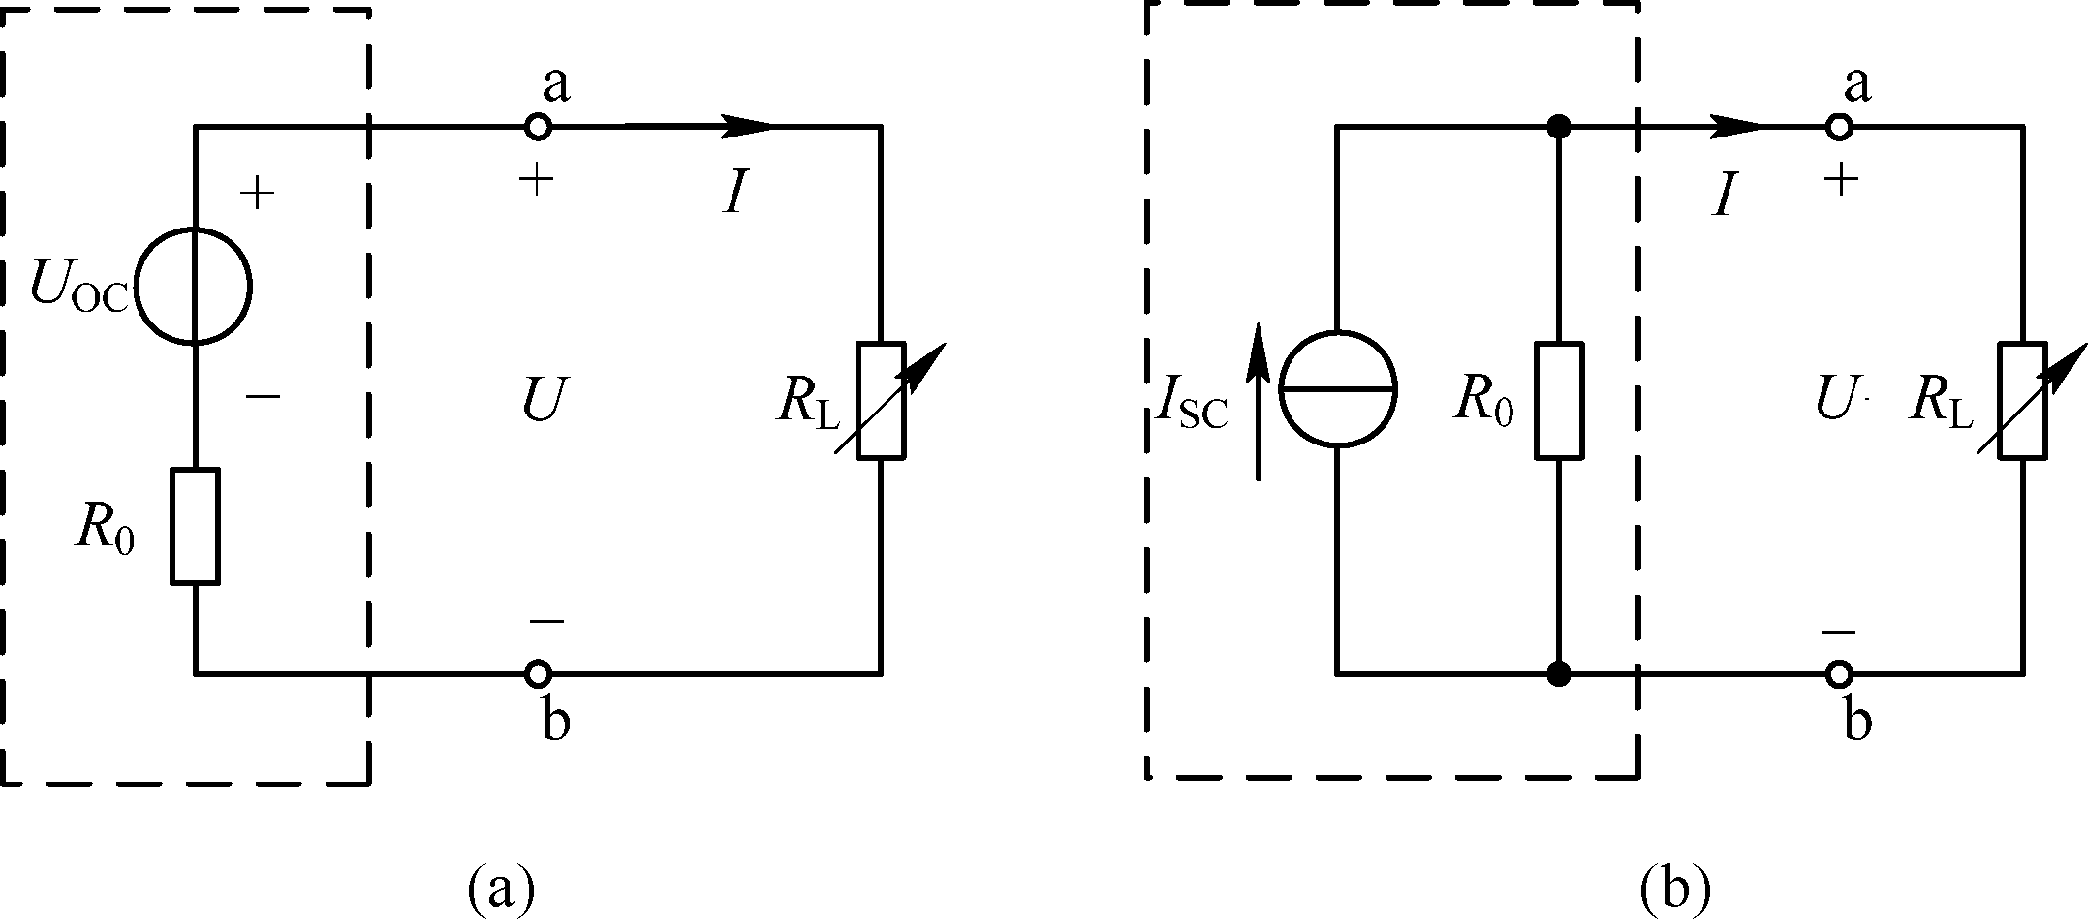 a
+
I
+
U_OC
−
U
R_L
R_0
−
b
(a)
a
I
+
I_SC
R_0
U
R_L
−
b
(b)